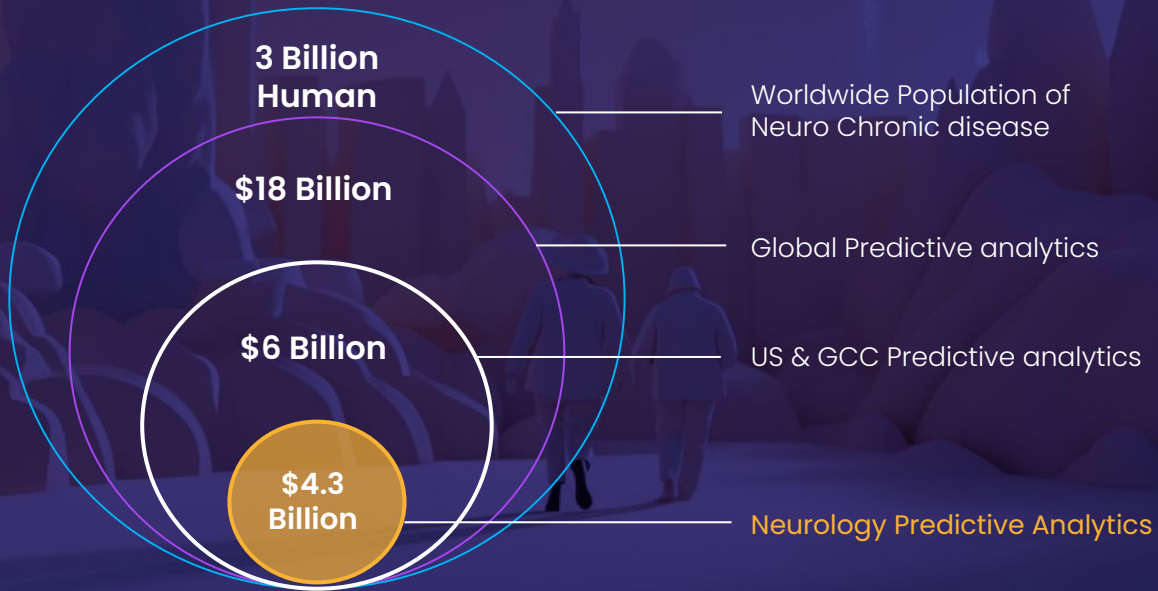 3 Billion
Human
Worldwide Population of
Neuro Chronic disease
$18 Billion
Global Predictive analytics
$6 Billion
US & GCC Predictive analytics
$4.3
Billion
Neurology Predictive Analytics